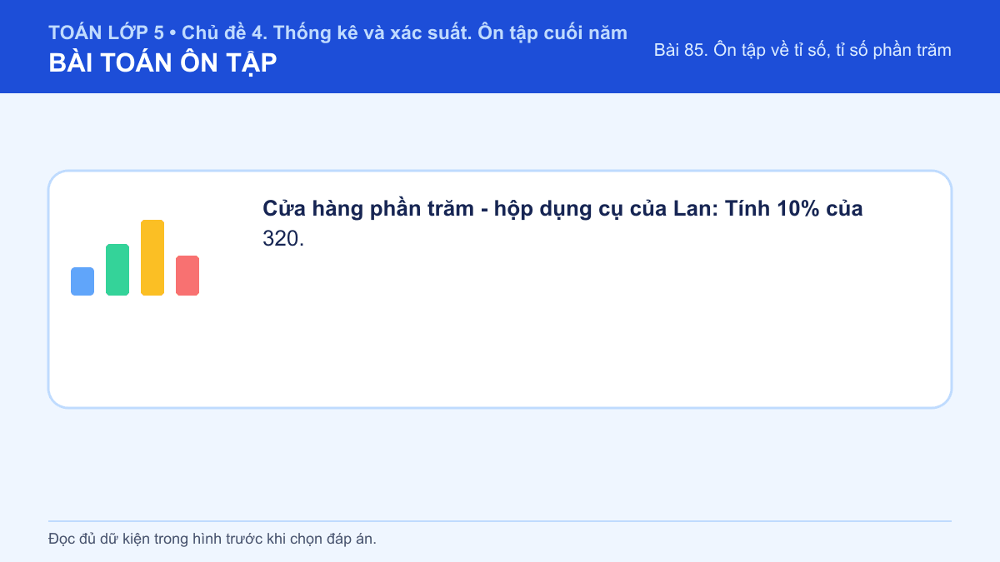 TOÁN LỚP 5 • Chủ đề 4. Thống kê và xác suất. Ôn tập cuối năm
BÀI TOÁN ÔN TẬP
Bài 85. Ôn tập về tỉ số, tỉ số phần trăm
Cửa hàng phần trăm - hộp dụng cụ của Lan: Tính 10% của
320.
Đọc đủ dữ kiện trong hình trước khi chọn đáp án.